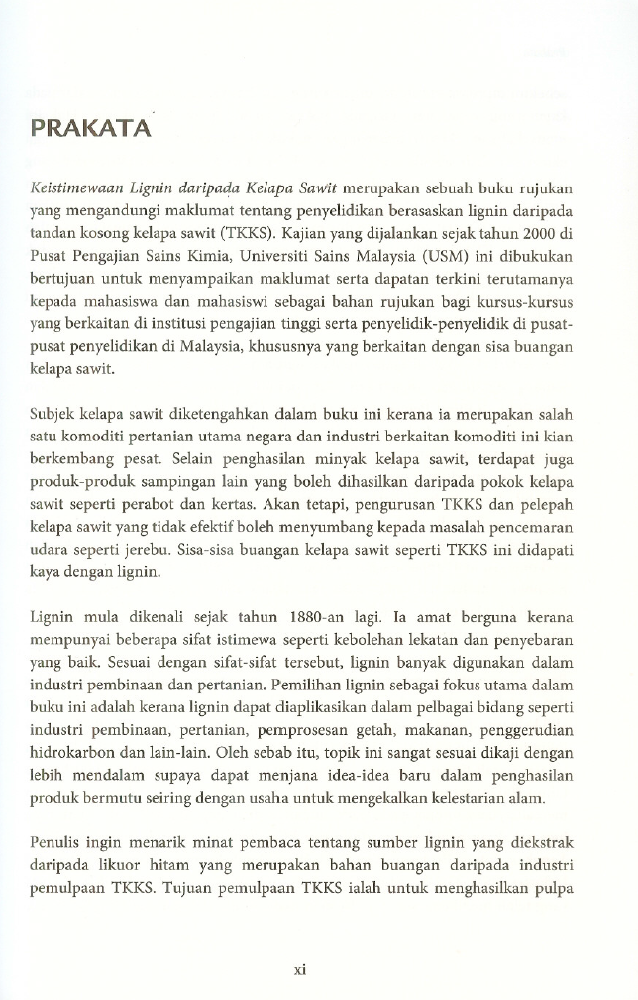 PRAKATA
Keistimewaan Lignin daripada Kelapa Sawit merupakan sebuah buku rujukan
yang mengandungi maklumat tentang penyelidikan berasaskan lignin daripada
tandan kosong kelapa sawit (TKKS). Kajian yang dijalankan sejak tahun 2000 di
Pusat Pengajian Sains Kimia, Universiti Sains Malaysia (USM) ini dibukukan
bertujuan untuk menyampaikan maklumat serta dapatan terkini terutamanya
kepada mahasiswa dan mahasiswi sebagai bahan rujukan bagi kursus-kursus
yang berkaitan di institusi pengajian tinggi serta penyelidik-penyelidik di pusat-
pusat penyelidikan di Malaysia, khususnya yang berkaitan dengan sisa buangan
kelapa sawit.
Subjek kelapa sawit diketengahkan dalam buku ini kerana ia merupakan salah
satu komoditi pertanian utama negara dan industri berkaitan komoditi ini kian
berkembang pesat. Selain penghasilan minyak kelapa sawit, terdapat juga
produk-produk sampingan lain yang boleh dihasilkan daripada pokok kelapa
sawit seperti perabot dan kertas. Akan tetapi, pengurusan TKKS dan pelepah
kelapa sawit yang tidak efektif boleh menyumbang kepada masalah pencemaran
udara seperti jerebu. Sisa-sisa buangan kelapa sawit seperti TKKS ini didapati
kaya dengan lignin.
Lignin mula dikenali sejak tahun 1880-an lagi. Ia amat berguna kerana
mempunyai beberapa sifat istimewa seperti kebolehan lekatan dan penyebaran
yang baik. Sesuai dengan sifat-sifat tersebut, lignin banyak digunakan dalam
industri pembinaan dan pertanian. Pemilihan lignin sebagai fokus utama dalam
buku ini adalah kerana lignin dapat diaplikasikan dalam pelbagai bidang seperti
industri pembinaan, pertanian, pemprosesan getah, makanan, penggerudian
hidrokarbon dan lain-lain. Oleh sebab itu, topik ini sangat sesuai dikaji dengan
lebih mendalam supaya dapat menjana idea-idea baru dalam penghasilan
produk bermutu seiring dengan usaha untuk mengekalkan kelestarian alam.
Penulis ingin menarik minat pembaca tentang sumber lignin yang diekstrak
daripada likuor hitam yang merupakan bahan buangan daripada industri
pemulpaan TKKS. Tujuan pemulpaan TKKS ialah untuk menghasilkan pulpa
xi